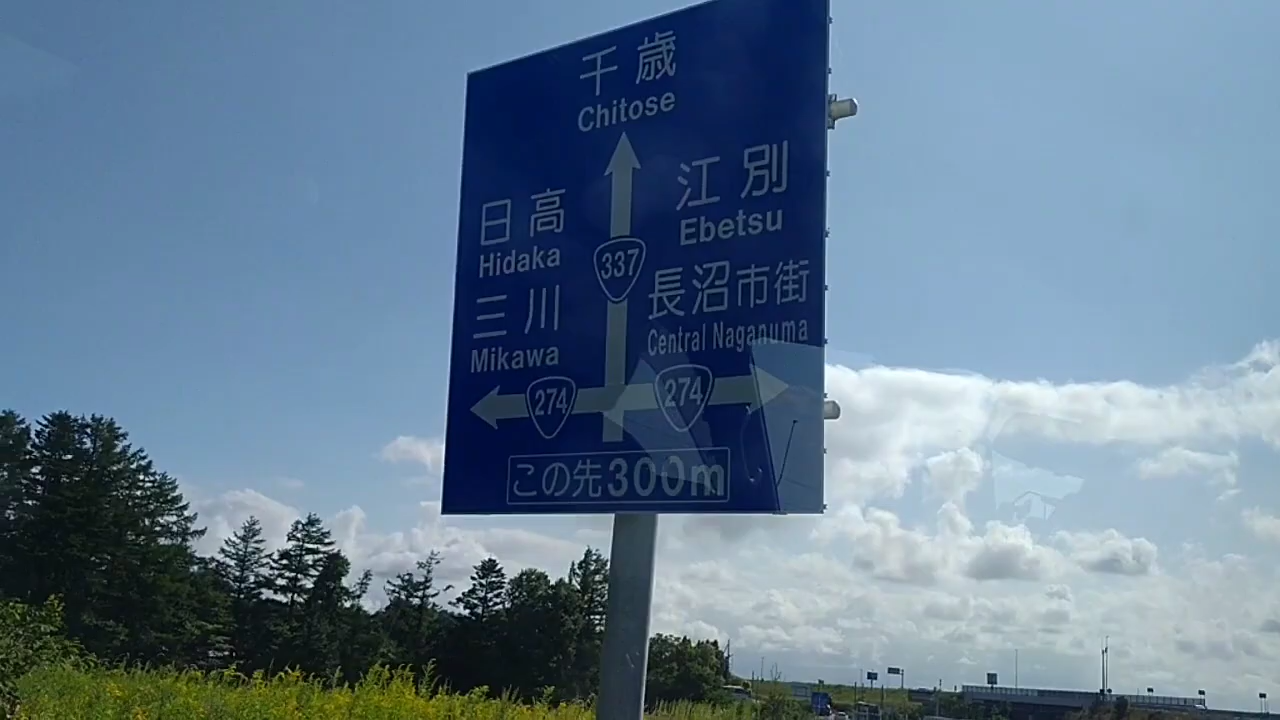 千歳
Chitose
江別
Ebetsu
日高
Hidaka
337
長沼市街
Central Naganuma
三川
Mikawa
274
274
この先300m